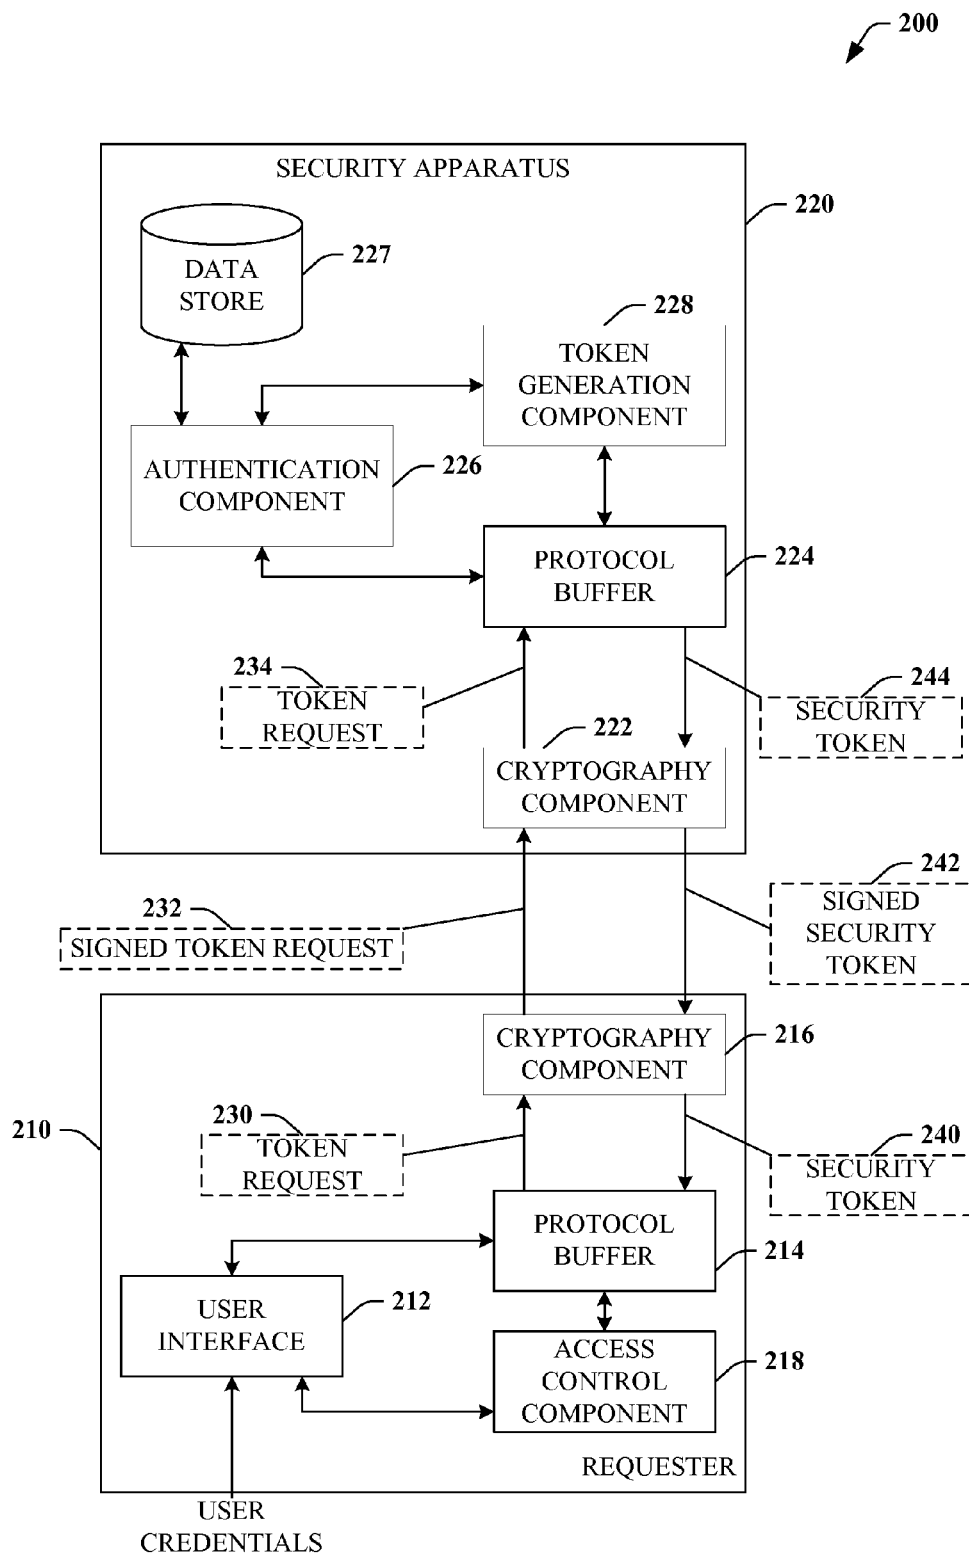 200
SECURITY APPARATUS
220
DATA
STORE
227
228
TOKEN
GENERATION
COMPONENT
AUTHENTICATION
COMPONENT
226
PROTOCOL
BUFFER
224
234
TOKEN
REQUEST
244
SECURITY
TOKEN
222
CRYPTOGRAPHY
COMPONENT
232
SIGNED TOKEN REQUEST
242
SIGNED
SECURITY
TOKEN
CRYPTOGRAPHY
COMPONENT
216
210
230
TOKEN
REQUEST
240
SECURITY
TOKEN
PROTOCOL
BUFFER
214
USER
INTERFACE
212
ACCESS
CONTROL
COMPONENT
218
REQUESTER
USER
CREDENTIALS